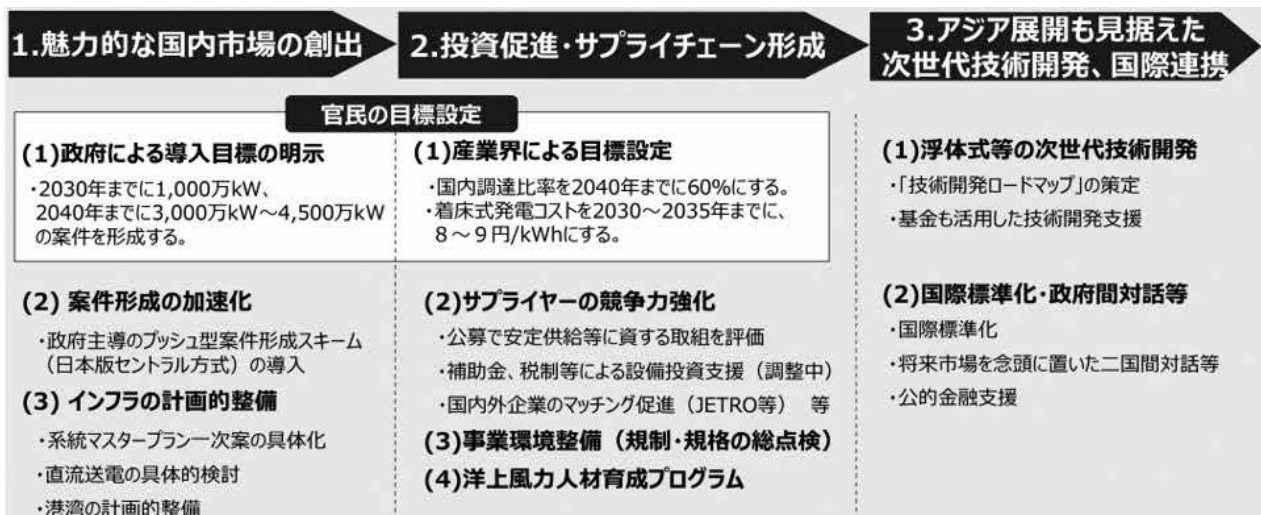 1.魅力的な国内市場の創出
2.投資促進・サプライチェーン形成
3.アジア展開も見据えた
次世代技術開発、国際連携
官民の目標設定
(1)政府による導入目標の明示
・2030年までに1,000万kW、
2040年までに3,000万kW～4,500万kW
の案件を形成する。
(2) 案件形成の加速化
・政府主導のプッシュ型案件形成スキーム
（日本版セントラル方式）の導入
(3) インフラの計画的整備
・系統マスタープラン一次案の具体化
・直流送電の具体的検討
・港湾の計画的整備
(1)産業界による目標設定
・国内調達比率を2040年までに60%にする。
・着床式発電コストを2030～2035年までに、
８～９円/kWhにする。
(2)サプライヤーの競争力強化
・公募で安定供給等に資する取組を評価
・補助金、税制等による設備投資支援（調整中）
・国内外企業のマッチング促進（JETRO等） 等
(3)事業環境整備（規制・規格の総点検）
(4)洋上風力人材育成プログラム
(1)浮体式等の次世代技術開発
・「技術開発ロードマップ」の策定
・基金も活用した技術開発支援
(2)国際標準化・政府間対話等
・国際標準化
・将来市場を念頭に置いた二国間対話等
・公的金融支援